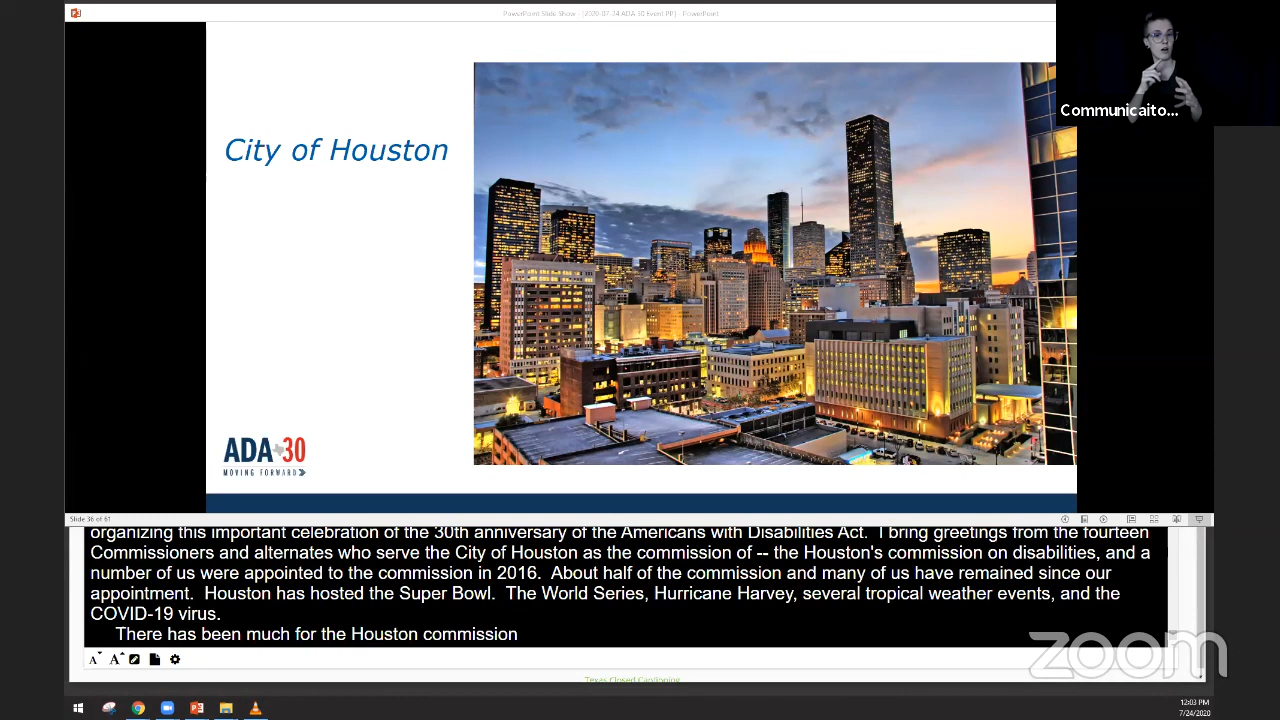 PowerPoint Slide Show - [2020-07-24 ADA 30 Event PP] - PowerPoint
Communicaito...
City of Houston
ADA 30
MOVING FORWARD
Slide 36 of 61
organizing this important celebration of the 30th anniversary of the Americans with Disabilities Act. I bring greetings from the fourteen
Commissioners and alternates who serve the City of Houston as the commission of -- the Houston's commission on disabilities, and a
number of us were appointed to the commission in 2016. About half of the commission and many of us have remained since our
appointment. Houston has hosted the Super Bowl. The World Series, Hurricane Harvey, several tropical weather events, and the
COVID-19 virus.
There has been much for the Houston commission
zoom
A A
Texas Closed Captioning
12:03 PM
7/24/2020